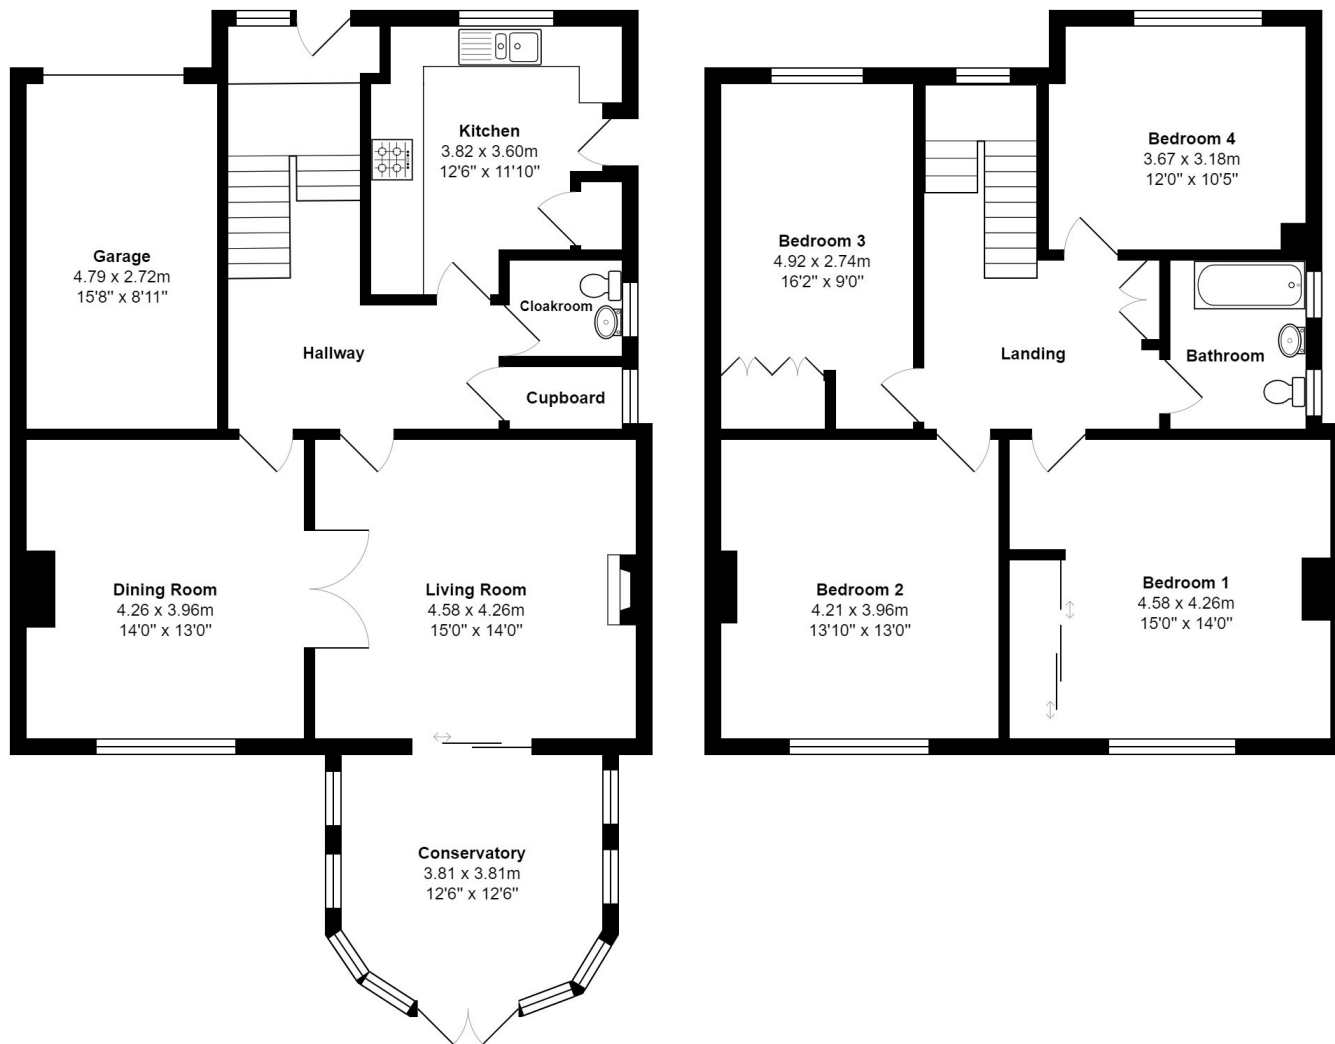 Kitchen
3.82 x 3.60m
12'6" x 11'10"
Garage
4.79 x 2.72m
15'8" x 8'11"
Cloakroom
Hallway
Cupboard
Dining Room
4.26 x 3.96m
14'0" x 13'0"
Living Room
4.58 x 4.26m
15'0" x 14'0"
Conservatory
3.81 x 3.81m
12'6" x 12'6"
Bedroom 4
3.67 x 3.18m
12'0" x 10'5"
Bedroom 3
4.92 x 2.74m
16'2" x 9'0"
Landing
Bathroom
Bedroom 2
4.21 x 3.96m
13'10" x 13'0"
Bedroom 1
4.58 x 4.26m
15'0" x 14'0"